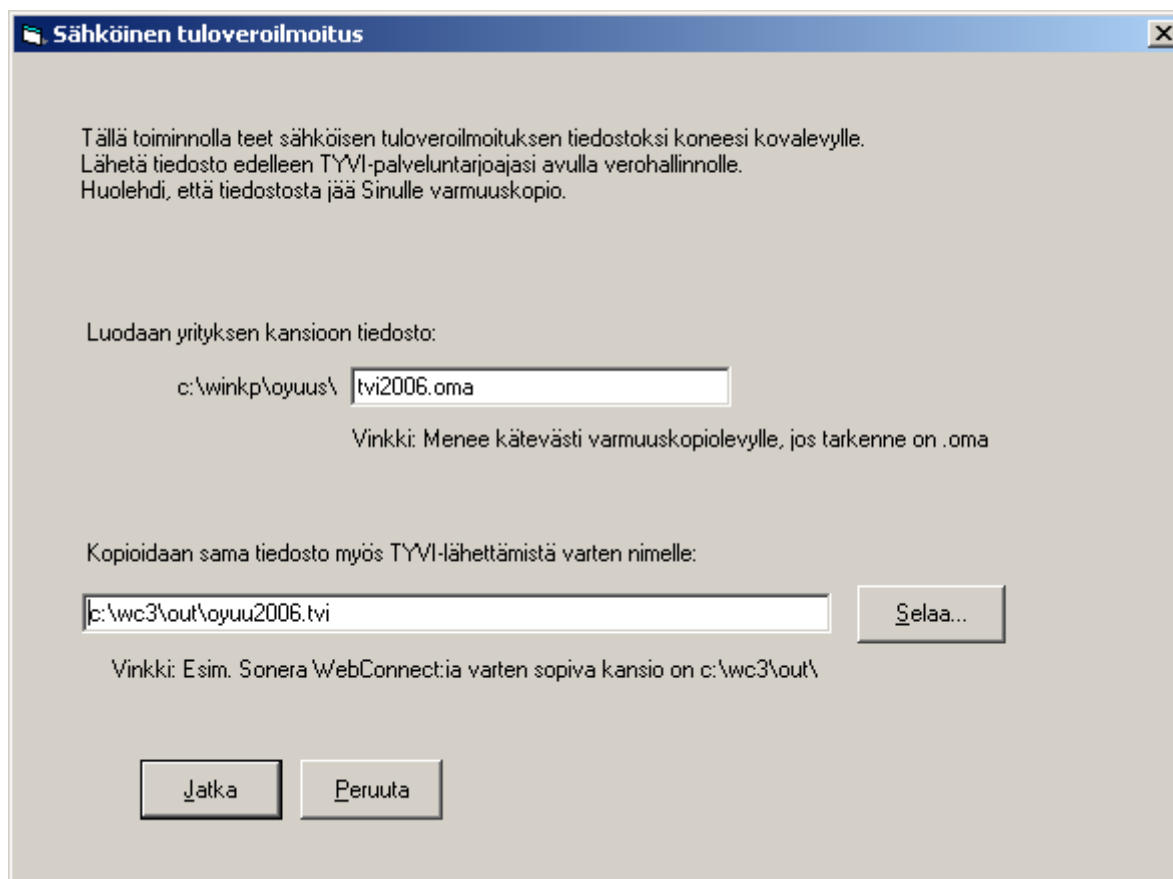 Sähköinen tuloveroilmoitus
Tällä toiminnolla teet sähköisen tuloveroilmoituksen tiedostoksi koneesi kovalevylle.
Lähetä tiedosto edelleen TYVI-palveluntarjoajasi avulla verohallinnolle.
Huolehdi, että tiedostosta jää Sinulle varmuuskopio.
Luodaan yrityksen kansioon tiedosto:
c:\winkp\oyuus\ tvi2006.oma
Vinkki: Menee kätevästi varmuuskopiolevylle, jos tarkenne on .oma
Kopioidaan sama tiedosto myös TYVI-lähettämistä varten nimelle:
c:\wc3\out\oyuu2006.tvi Selaa...
Vinkki: Esim. Sonera WebConnect:ia varten sopiva kansio on c:\wc3\out\
Jatka Peruuta